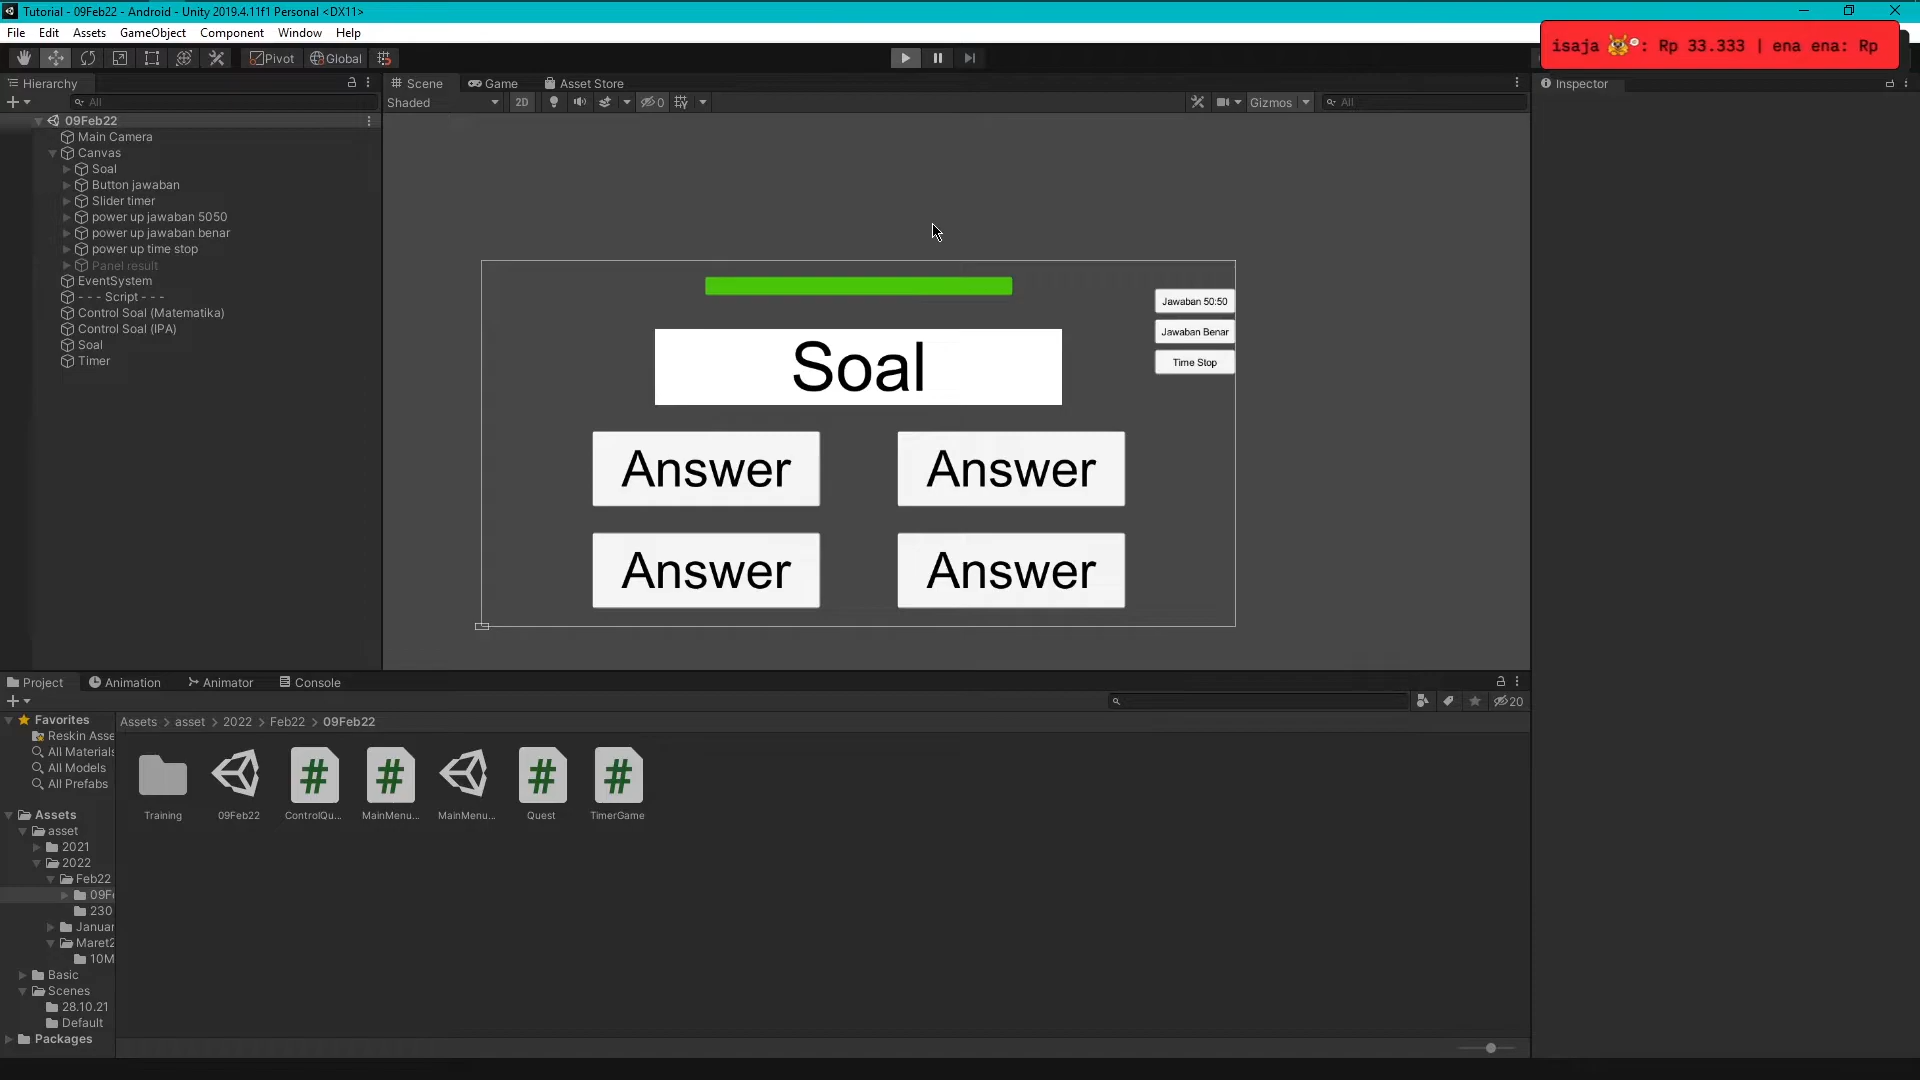 Tutorial - 09Feb22 - Android - Unity 2019.4.11f1 Personal <DX11>
File Edit Assets GameObject Component Window Help
isaja : Rp 33.333 | ena ena: Rp
Pivot Global
Hierarchy
All
09Feb22
Main Camera
Canvas
Soal
Button jawaban
Slider timer
power up jawaban 5050
power up jawaban benar
power up time stop
Panel result
EventSystem
- - - Script - - -
Control Soal (Matematika)
Control Soal (IPA)
Soal
Timer
Scene Game Asset Store
Shaded 2D 0 Gizmos All
Jawaban 50:50
Jawaban Benar
Time Stop
Soal
Answer Answer
Answer Answer
Inspector
Project Animation Animator Console
20
Favorites
Reskin Asse
All Materials
All Models
All Prefabs
Assets
asset
2021
2022
Feb22
09Fe
230
Januar
Maret2
10M
Basic
Scenes
28.10.21
Default
Packages
Assets > asset > 2022 > Feb22 > 09Feb22
Training 09Feb22 ControlQu... MainMenu... MainMenu... Quest TimerGame